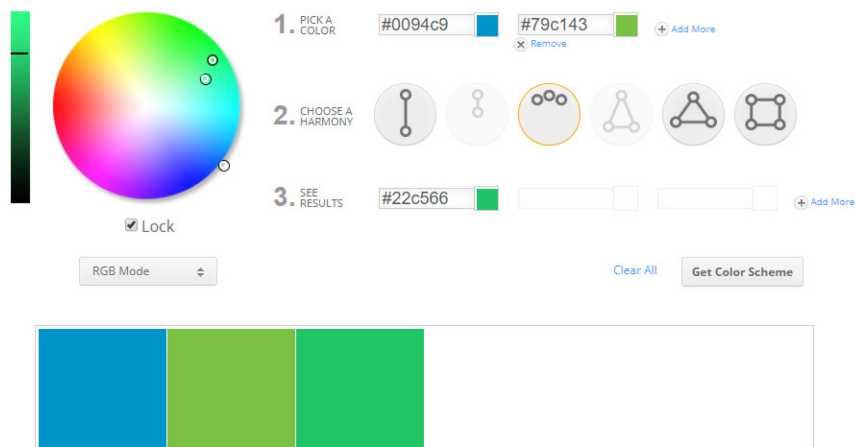 1. PICK A COLOR
#0094c9
#79c143
+ Add More
Remove
2. CHOOSE A HARMONY
3. SEE RESULTS
#22c566
+ Add More
Lock
RGB Mode
Clear All
Get Color Scheme